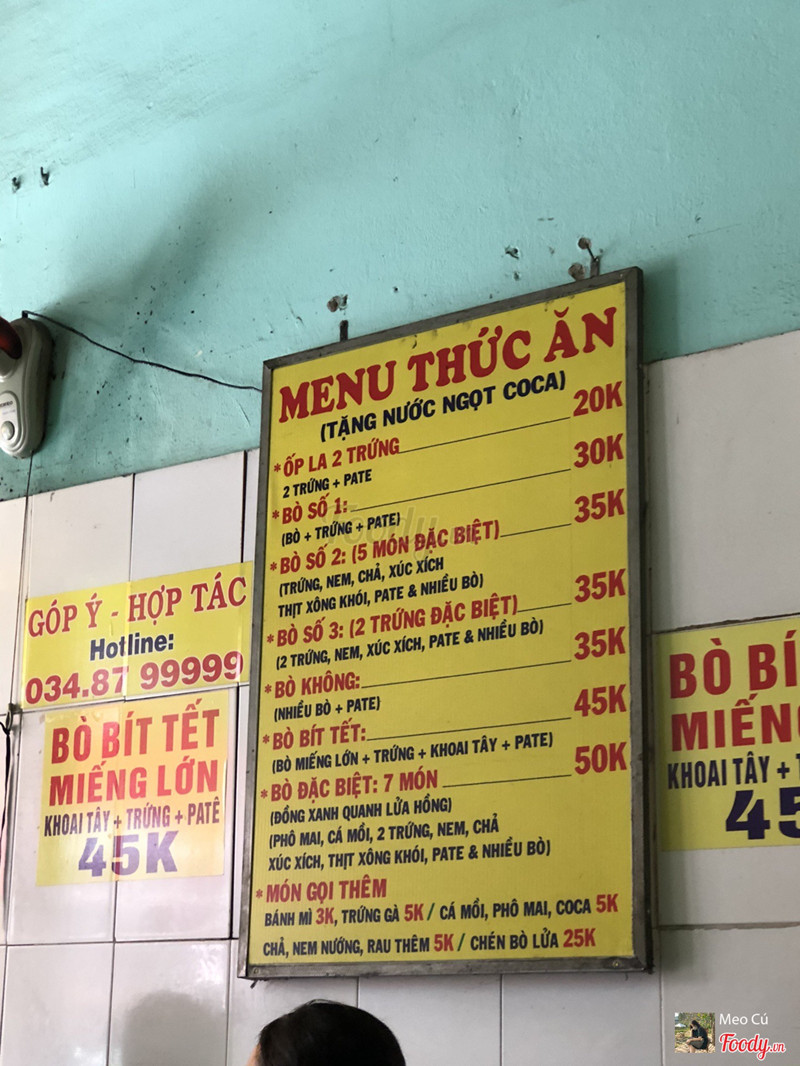 MENU THỨC ĂN
(TẶNG NƯỚC NGỌT COCA)
*ỐP LA 2 TRỨNG 20K
2 TRỨNG + PATE
*BÒ SỐ 1: 30K
(BÒ + TRỨNG + PATE)
*BÒ SỐ 2: (5 MÓN ĐẶC BIỆT) 35K
(TRỨNG, NEM, CHẢ, XÚC XÍCH
THỊT XÔNG KHÓI, PATE & NHIỀU BÒ)
*BÒ SỐ 3: (2 TRỨNG ĐẶC BIỆT) 35K
(2 TRỨNG, NEM, XÚC XÍCH, PATE & NHIỀU BÒ)
*BÒ KHÔNG: 35K
(NHIỀU BÒ + PATE)
*BÒ BÍT TẾT: 45K
(BÒ MIẾNG LỚN + TRỨNG + KHOAI TÂY + PATE)
*BÒ ĐẶC BIỆT: 7 MÓN 50K
(ĐỒNG XANH QUANH LỬA HỒNG)
(PHÔ MAI, CÁ MỒI, 2 TRỨNG, NEM, CHẢ
XÚC XÍCH, THỊT XÔNG KHÓI, PATE & NHIỀU BÒ)
*MÓN GỌI THÊM
BÁNH MÌ 3K, TRỨNG GÀ 5K / CÁ MỒI, PHÔ MAI, COCA 5K
CHẢ, NEM NƯỚNG, RAU THÊM 5K / CHÉN BÒ LỬA 25K
GÓP Ý - HỢP TÁC
Hotline:
034.87 99999
BÒ BÍT TẾT
MIẾNG LỚN
KHOAI TÂY + TRỨNG + PATÊ
45K
BÒ BÍ
MIẾNG
KHOAI TÂY + T
45
Foody.vn
Meo Cú
Foody.vn